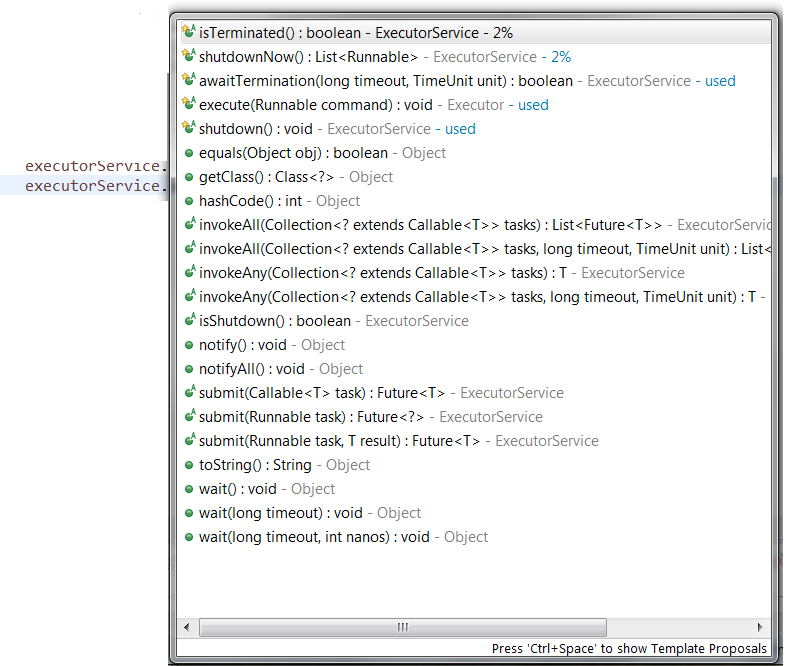 executorService.
executorService.
isTerminated() : boolean - ExecutorService - 2%
shutdownNow() : List<Runnable> - ExecutorService - 2%
awaitTermination(long timeout, TimeUnit unit) : boolean - ExecutorService - used
execute(Runnable command) : void - Executor - used
shutdown() : void - ExecutorService - used
equals(Object obj) : boolean - Object
getClass() : Class<?> - Object
hashCode() : int - Object
invokeAll(Collection<? extends Callable<T>> tasks) : List<Future<T>> - ExecutorServic
invokeAll(Collection<? extends Callable<T>> tasks, long timeout, TimeUnit unit) : List<
invokeAny(Collection<? extends Callable<T>> tasks) : T - ExecutorService
invokeAny(Collection<? extends Callable<T>> tasks, long timeout, TimeUnit unit) : T -
isShutdown() : boolean - ExecutorService
notify() : void - Object
notifyAll() : void - Object
submit(Callable<T> task) : Future<T> - ExecutorService
submit(Runnable task) : Future<?> - ExecutorService
submit(Runnable task, T result) : Future<T> - ExecutorService
toString() : String - Object
wait() : void - Object
wait(long timeout) : void - Object
wait(long timeout, int nanos) : void - Object
Press 'Ctrl+Space' to show Template Proposals